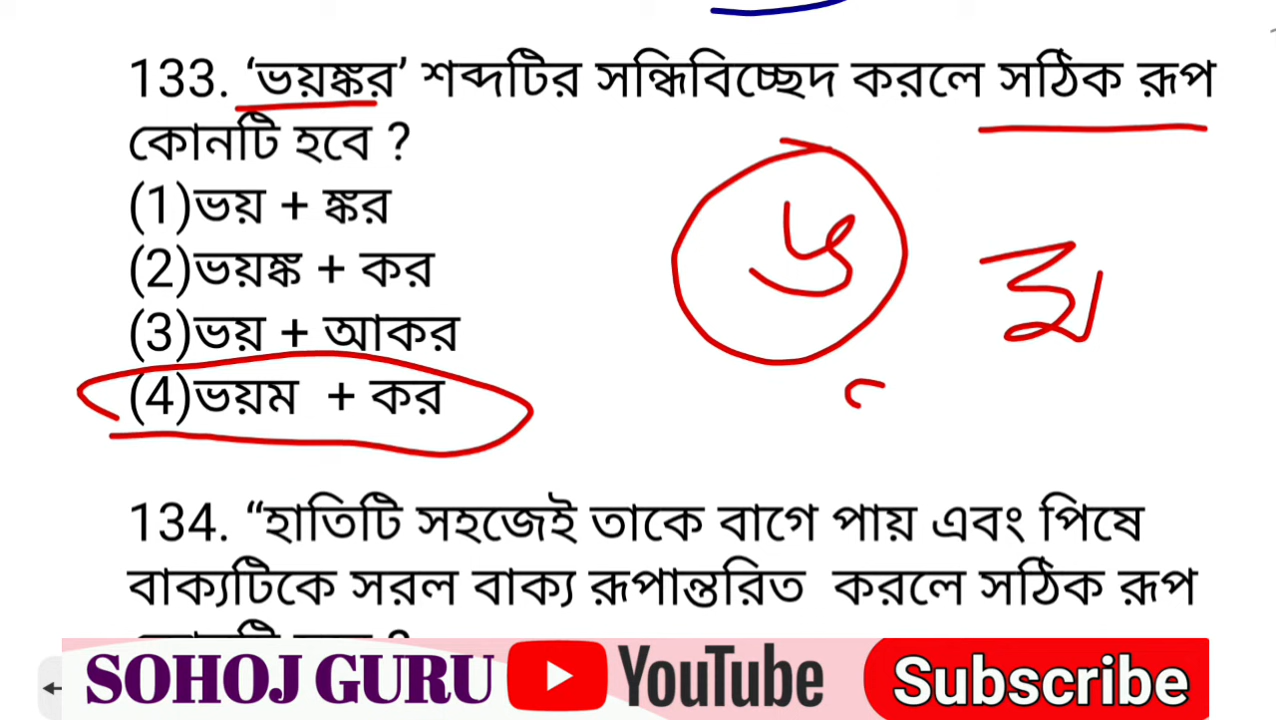 133. ‘ভয়ঙ্কর’ শব্দটির সন্ধিবিচ্ছেদ করলে সঠিক রূপ
কোনটি হবে ?
(1)ভয় + ঙ্কর
(2)ভয়ঙ্ক + কর
(3)ভয় + আকর
(4)ভয়ম + কর
ঙ ম
134. “হাতিটি সহজেই তাকে বাগে পায় এবং পিষে
বাক্যটিকে সরল বাক্য রূপান্তরিত করলে সঠিক রূপ
SOHOJ GURU YouTube Subscribe